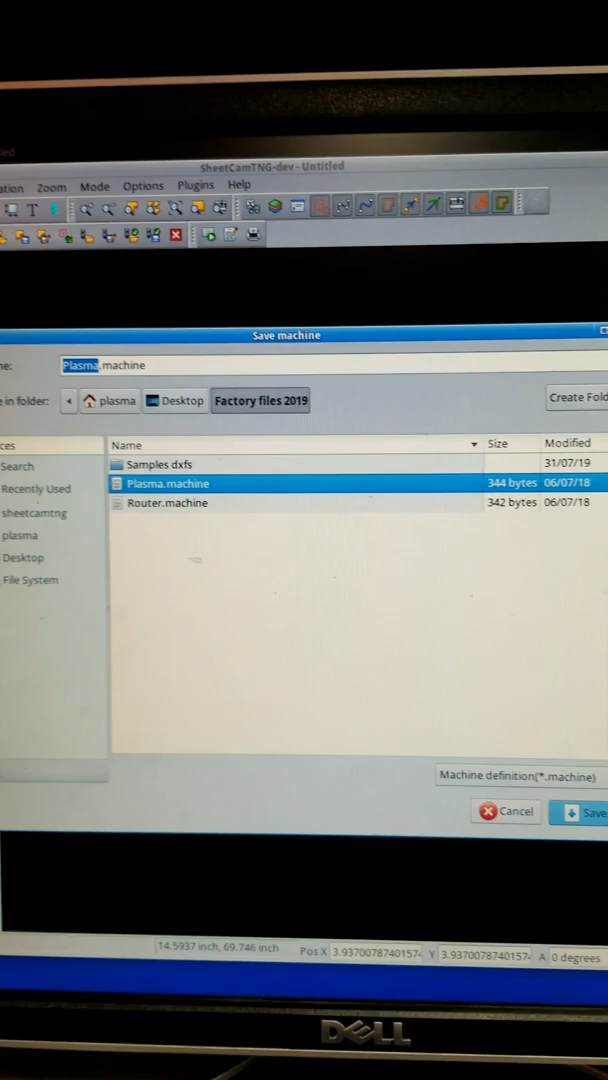 SheetCamTNG-dev - Untitled
Zoom Mode Options Plugins Help
T
Save machine
Plasma.machine
in folder: plasma Desktop Factory files 2019
Name Size Modified
Search
Samples dxfs 31/07/19
Recently Used
Plasma.machine 344 bytes 06/07/18
sheetcamtng
Router.machine 342 bytes 06/07/18
plasma
Desktop
File System
Machine definition(*.machine)
Cancel Save
14.5937 inch, 69.746 inch Pos X 3.9370078740157 Y 3.9370078740157 A 0 degrees
DELL